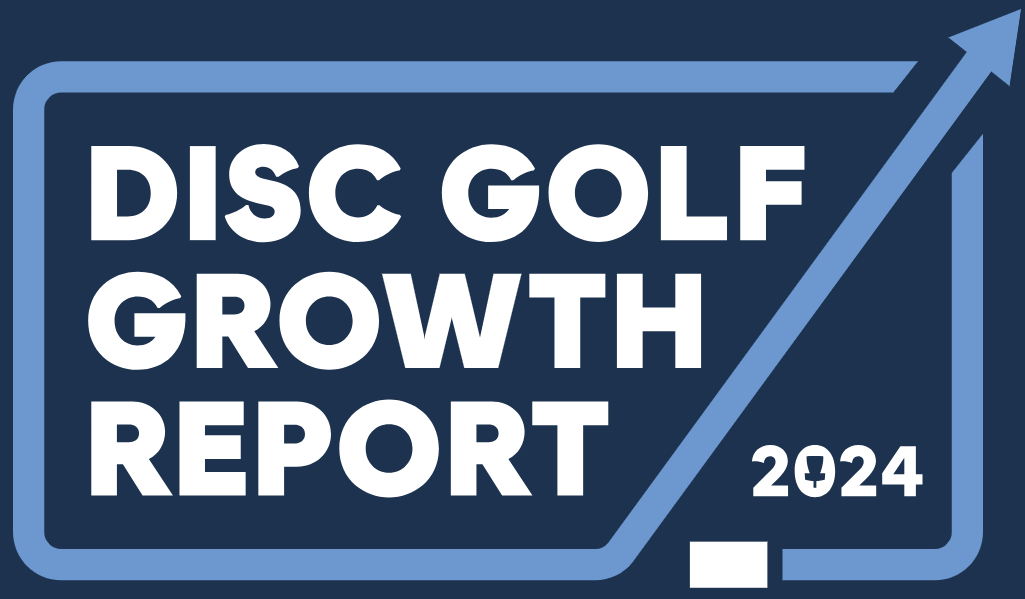 DISC GOLF
GROWTH
REPORT
2024